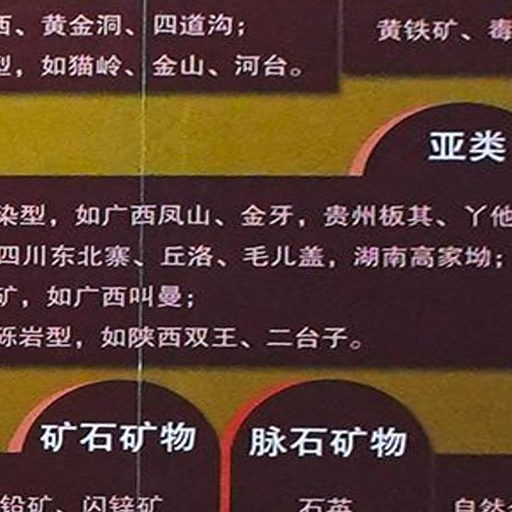 西、黄金洞、四道沟；
黄铁矿、毒
型，如猫岭、金山、河台。
亚类
染型，如广西凤山、金牙，贵州板其、丫他
四川东北寨、丘洛、毛儿盖，湖南高家坳；
矿，如广西叫曼；
砾岩型，如陕西双王、二台子。
矿石矿物
脉石矿物
铅矿、闪锌矿
石英
自然